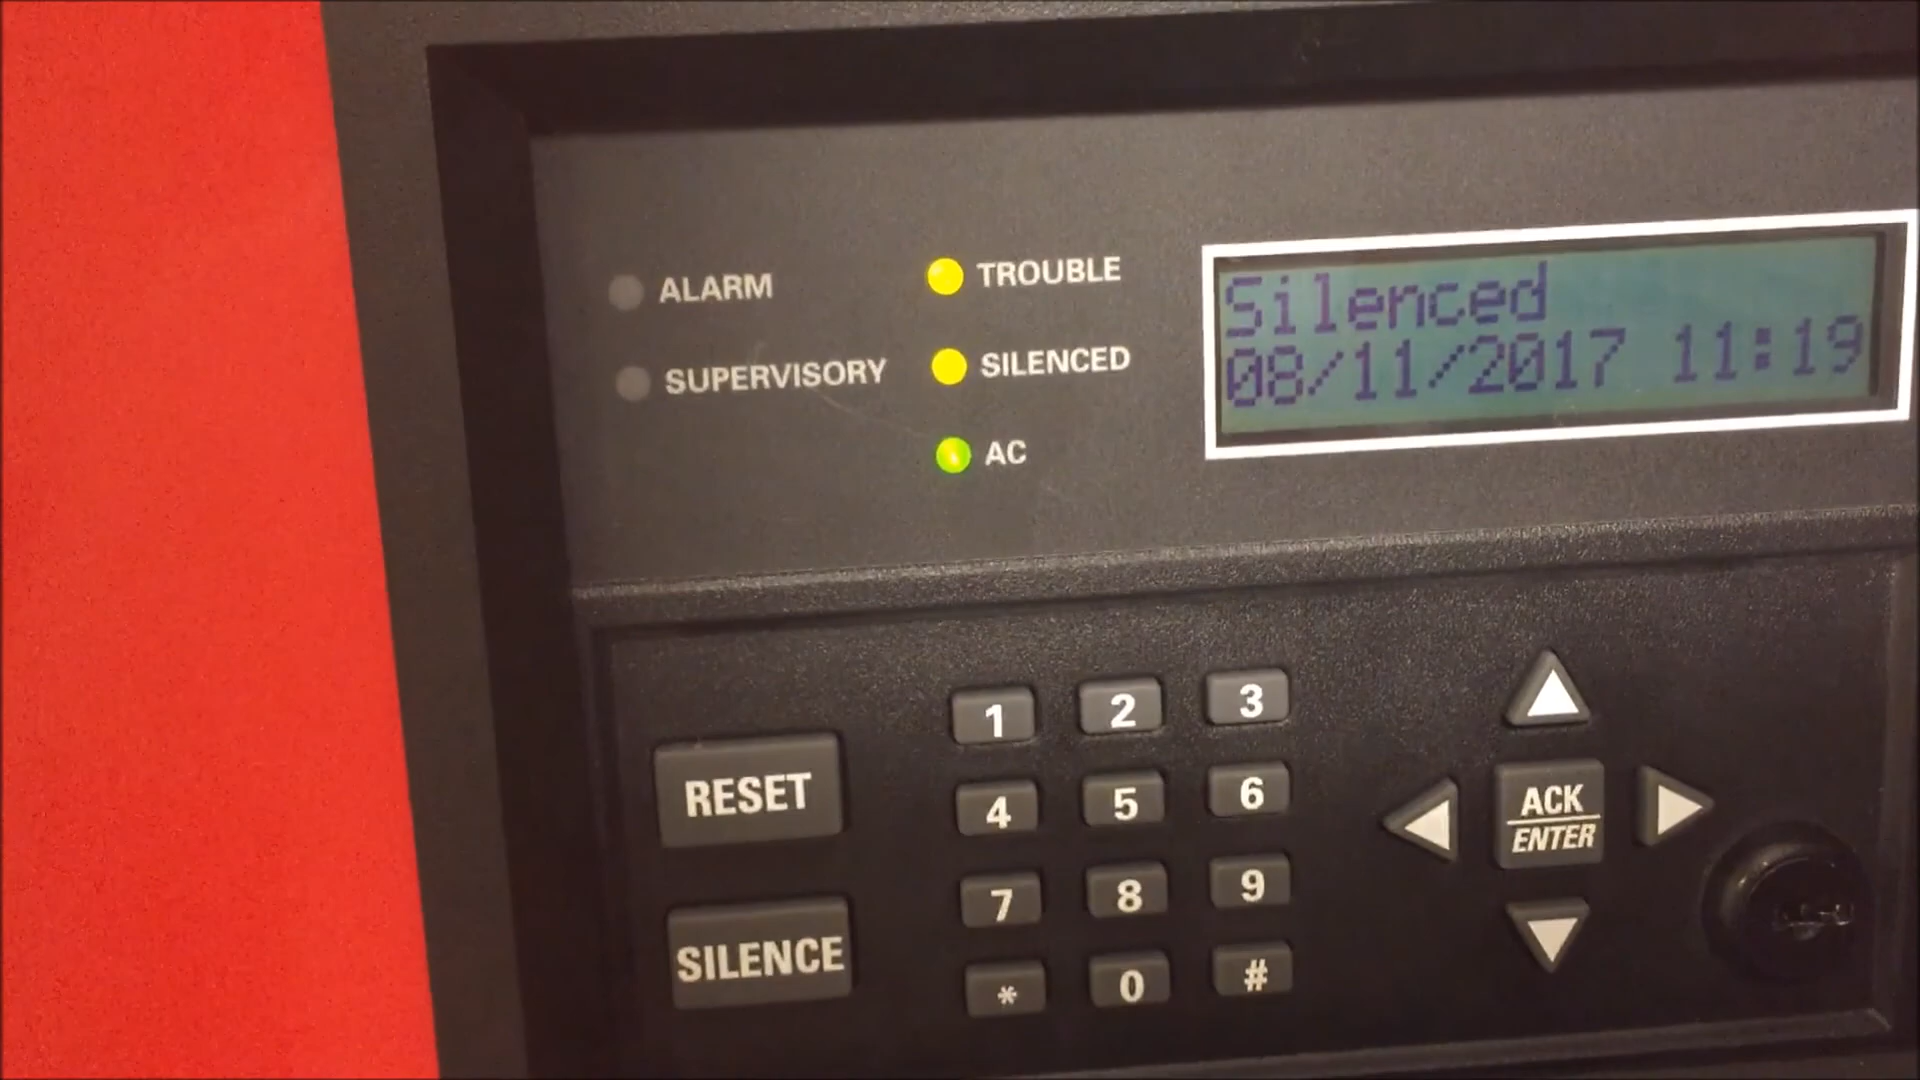 ALARM
SUPERVISORY
TROUBLE
SILENCED
AC
Silenced
08/11/2017 11:19
RESET
SILENCE
1 2 3
4 5 6
7 8 9
* 0 #
ACK
ENTER